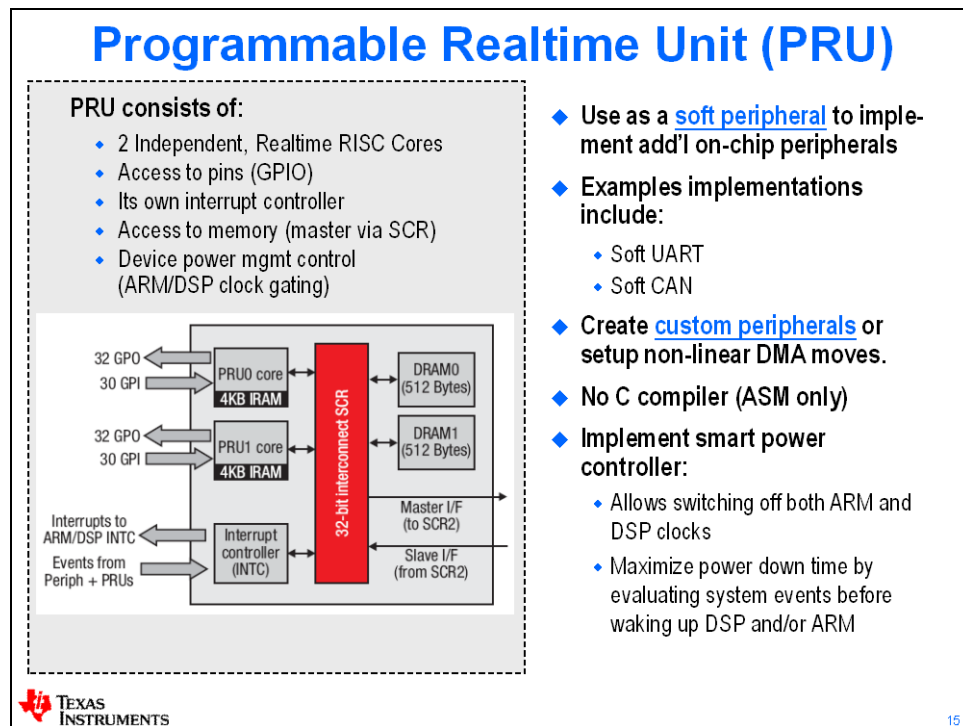 Programmable Realtime Unit (PRU)
PRU consists of:
2 Independent, Realtime RISC Cores
Access to pins (GPIO)
Its own interrupt controller
Access to memory (master via SCR)
Device power mgmt control
(ARM/DSP clock gating)
32 GPO
30 GPI
PRU0 core
4KB IRAM
32 GPO
30 GPI
PRU1 core
4KB IRAM
Interrupts to
ARM/DSP INTC
Events from
Periph + PRUs
Interrupt
controller
(INTC)
32-bit interconnect SCR
DRAM0
(512 Bytes)
DRAM1
(512 Bytes)
Master I/F
(to SCR2)
Slave I/F
(from SCR2)
Use as a soft peripheral to imple-
ment add'l on-chip peripherals
Examples implementations
include:
Soft UART
Soft CAN
Create custom peripherals or
setup non-linear DMA moves.
No C compiler (ASM only)
Implement smart power
controller:
Allows switching off both ARM and
DSP clocks
Maximize power down time by
evaluating system events before
waking up DSP and/or ARM
TEXAS
INSTRUMENTS
15